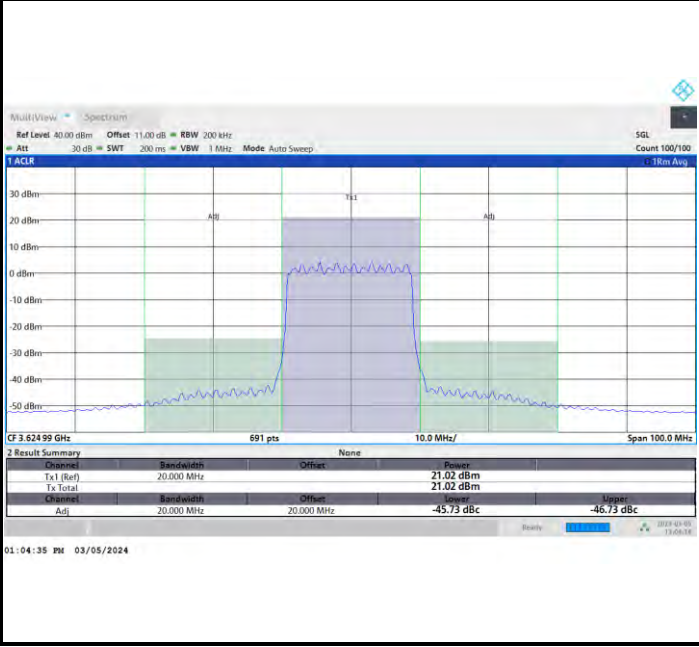 MultiView Spectrum
Ref Level 40.00 dBm Offset 11.00 dB RBW 200 kHz SGL
Att 30 dB SWT 200 ms VBW 1 MHz Mode Auto Sweep Count 100/100
1 ACLR 1Rm Avg
30 dBm
Tx1
20 dBm Adj Adj
10 dBm
0 dBm
-10 dBm
-20 dBm
-30 dBm
-40 dBm
-50 dBm
CF 3.624 99 GHz 691 pts 10.0 MHz/ Span 100.0 MHz
2 Result Summary None
Channel Bandwidth Offset Power
Tx1 (Ref) 20.000 MHz 21.02 dBm
Tx Total 21.02 dBm
Channel Bandwidth Offset Lower Upper
Adj 20.000 MHz 20.000 MHz -45.73 dBc -46.73 dBc
Ready
01:04:35 PM 03/05/2024